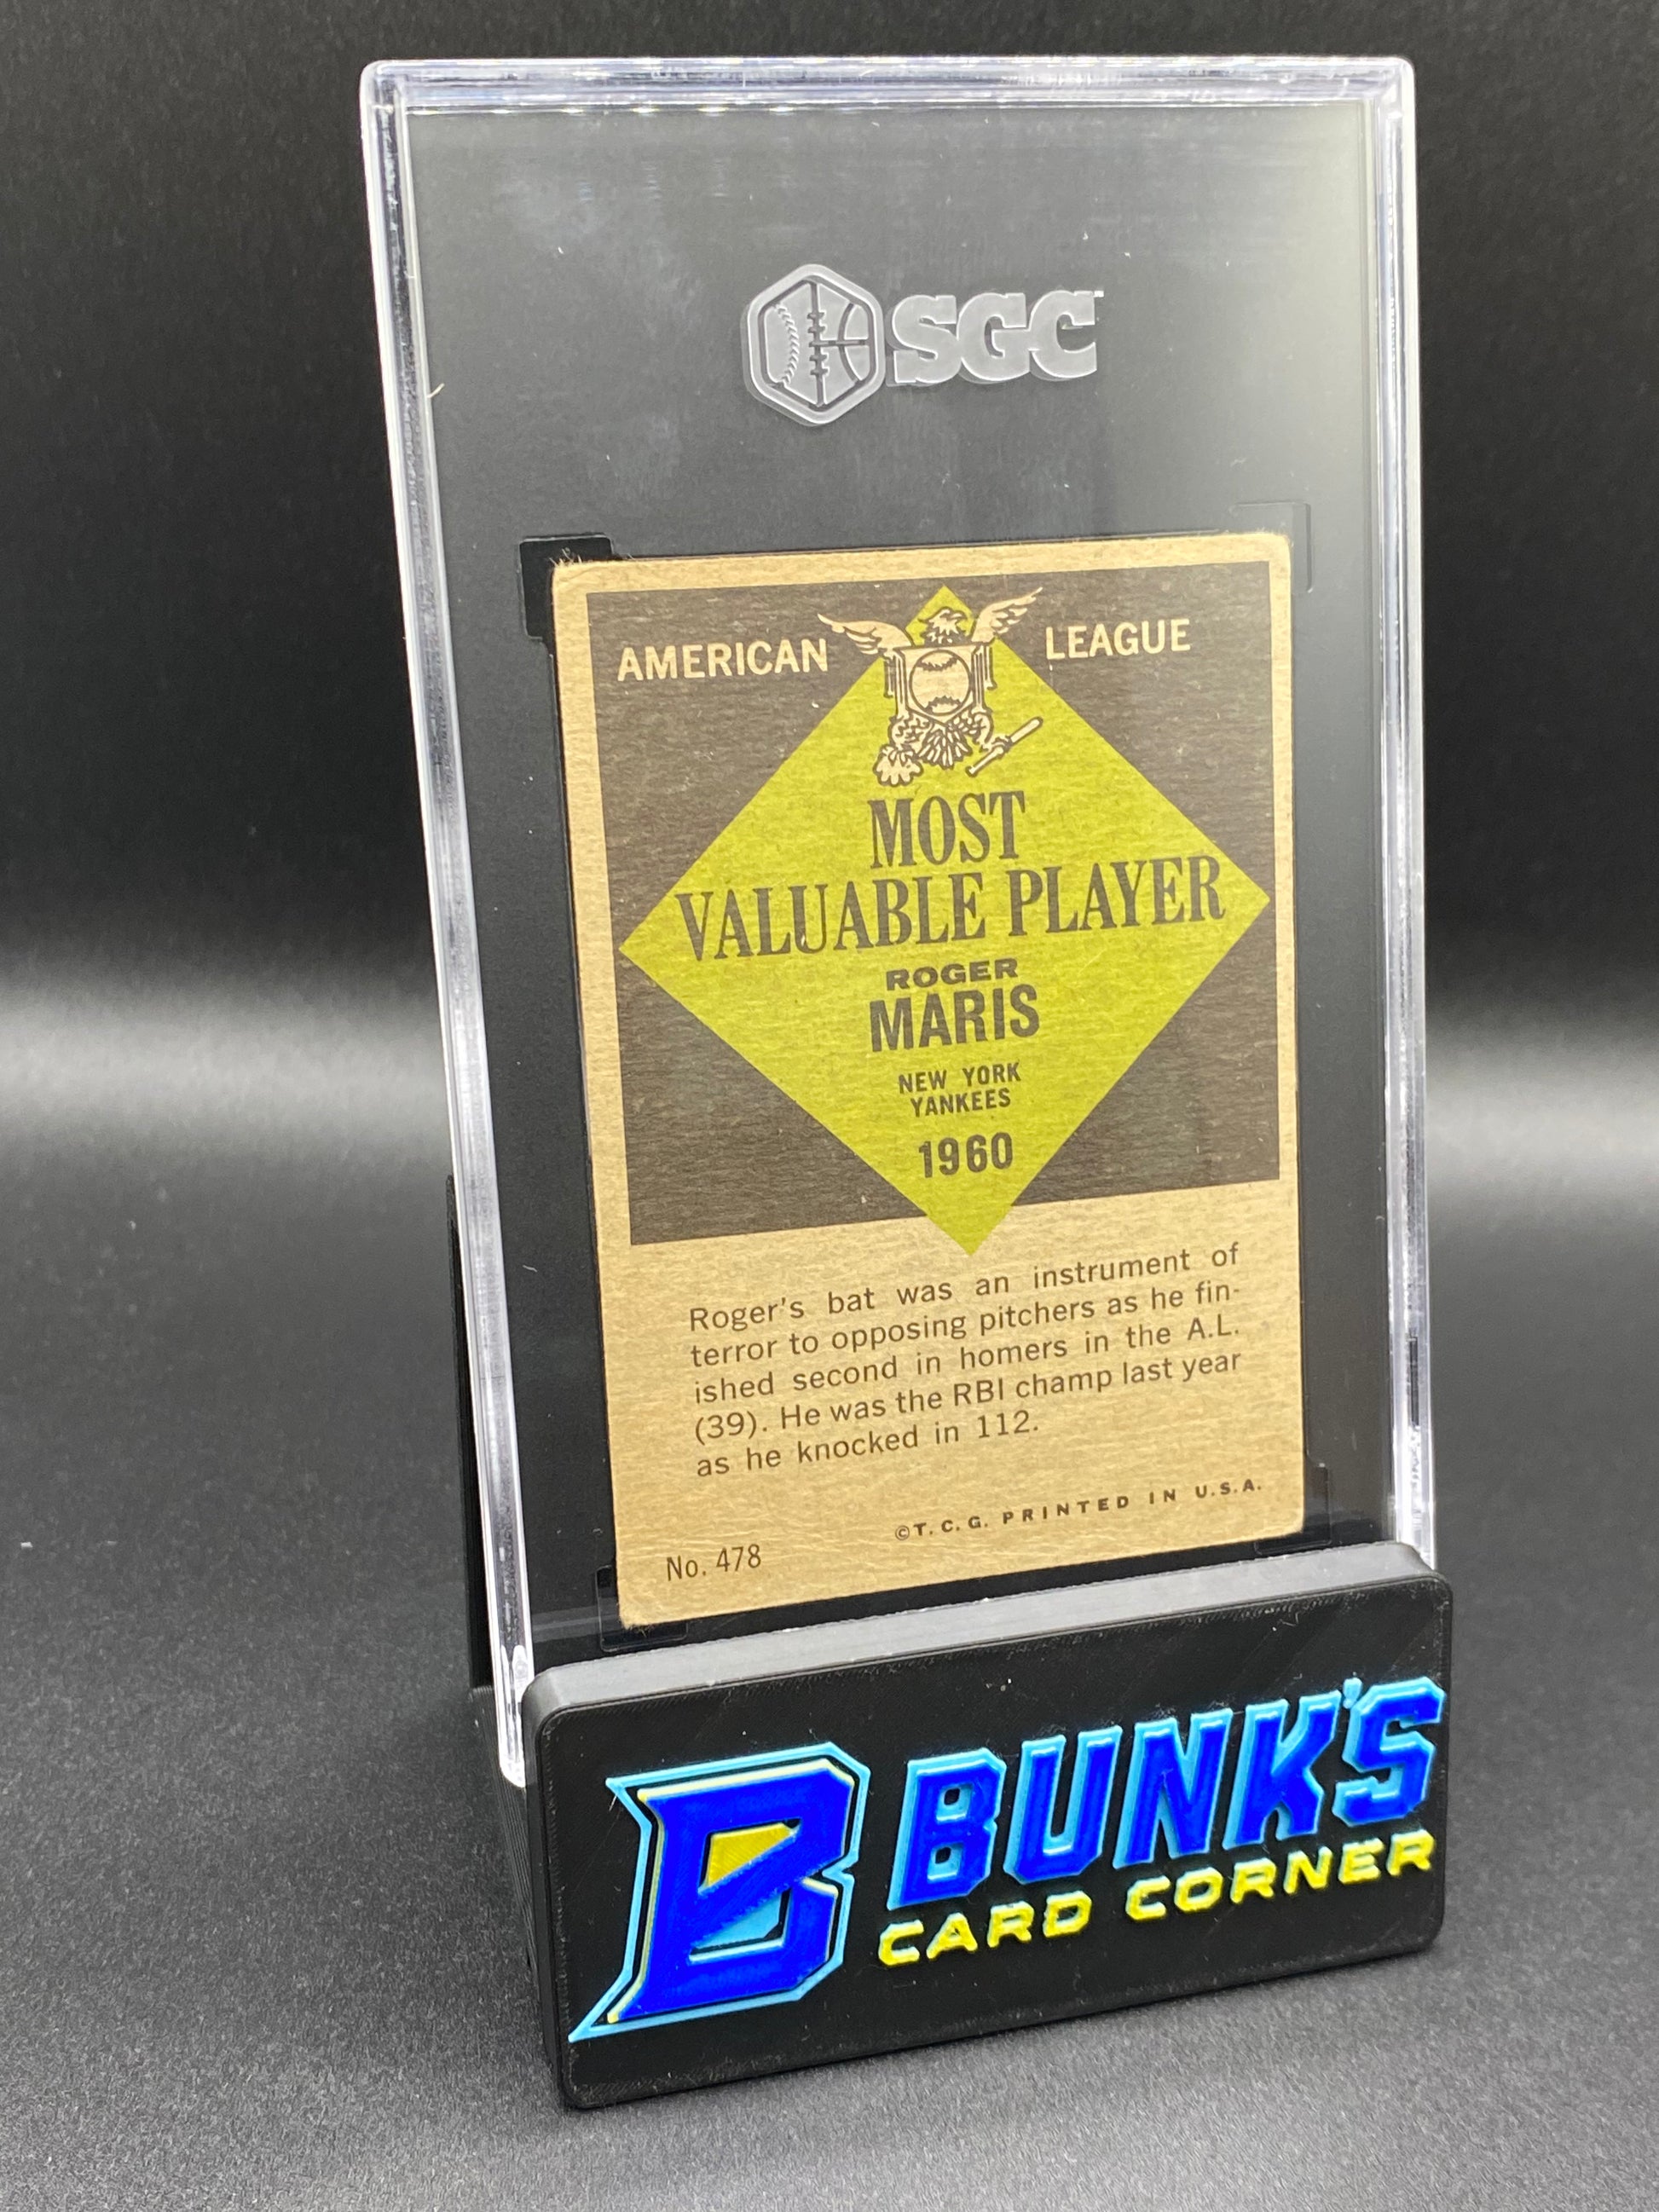 SGC
AMERICAN LEAGUE
MOST
VALUABLE PLAYER
ROGER
MARIS
NEW YORK
YANKEES
1960
Roger's bat was an instrument of
terror to opposing pitchers as he fin-
ished second in homers in the A.L.
(39). He was the RBI champ last year
as he knocked in 112.
©T.C.G. PRINTED IN U.S.A.
No. 478
B BUNK'S
CARD CORNER